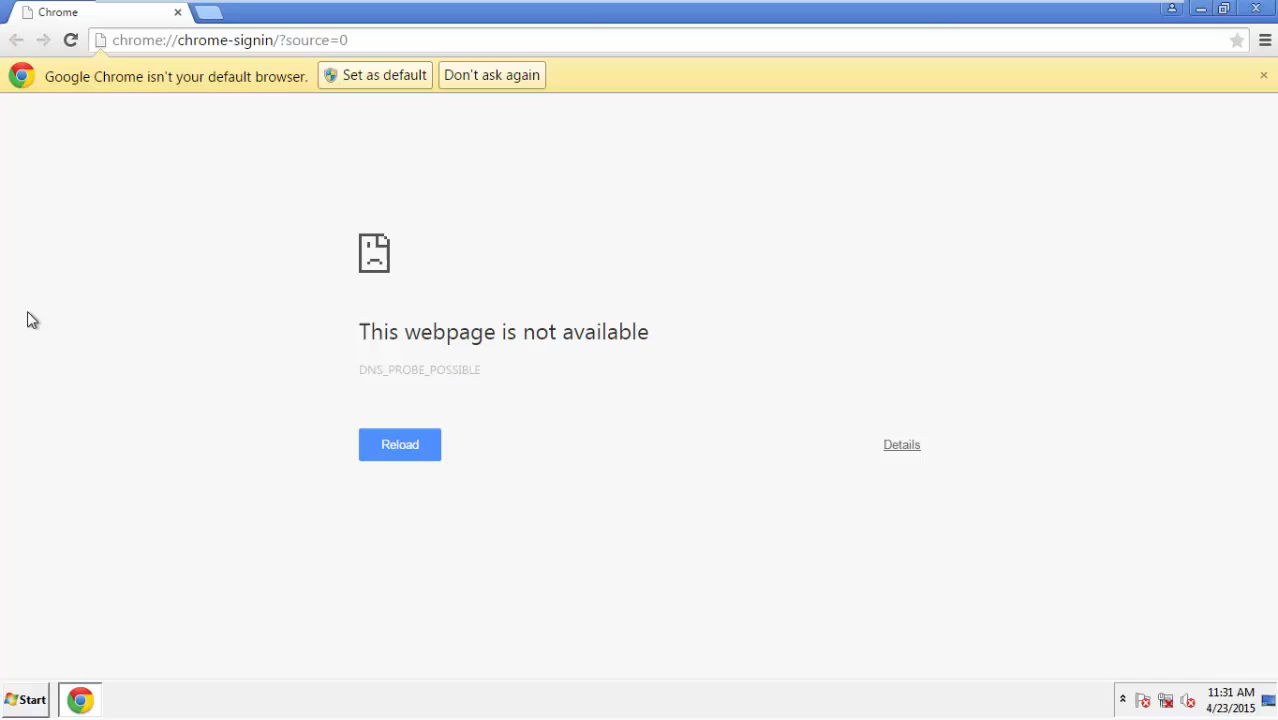 Chrome
chrome://chrome-signin/?source=0
Google Chrome isn't your default browser. Set as default Don't ask again
This webpage is not available
DNS_PROBE_POSSIBLE
Reload Details
Start
11:31 AM
4/23/2015